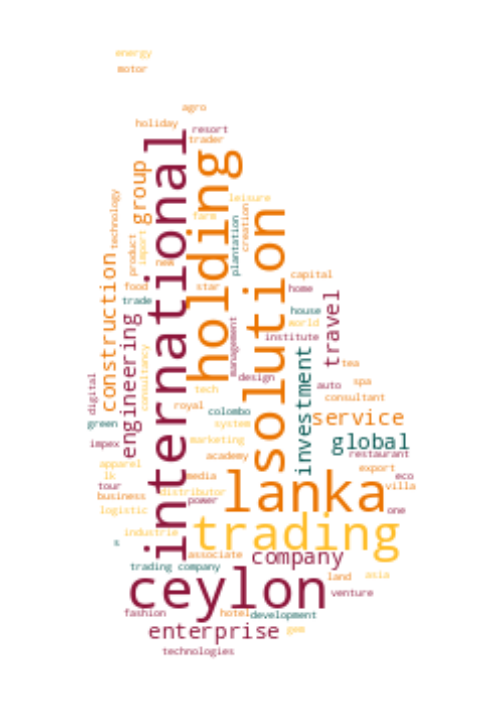 energy
motor
agro
holiday
resort
trader
international
holding
group
leisure
farm
creation
technology
plantation
product
import
new
solution
construction
food
star
trade
capital
home
house
world
travel
institute
engineering
management
consultancy
investment
digital
design
tech
auto
tea
spa
consultant
royal
colombo
green
system
service
marketing
global
impex
academy
restaurant
apparel
lk
media
export
eco
tour
villa
business
distributor
power
lanka
logistic
one
trading
industrie
s
associate
company
trading company
ceylon
land
asia
venture
fashion
hotel
development
enterprise
gem
technologies